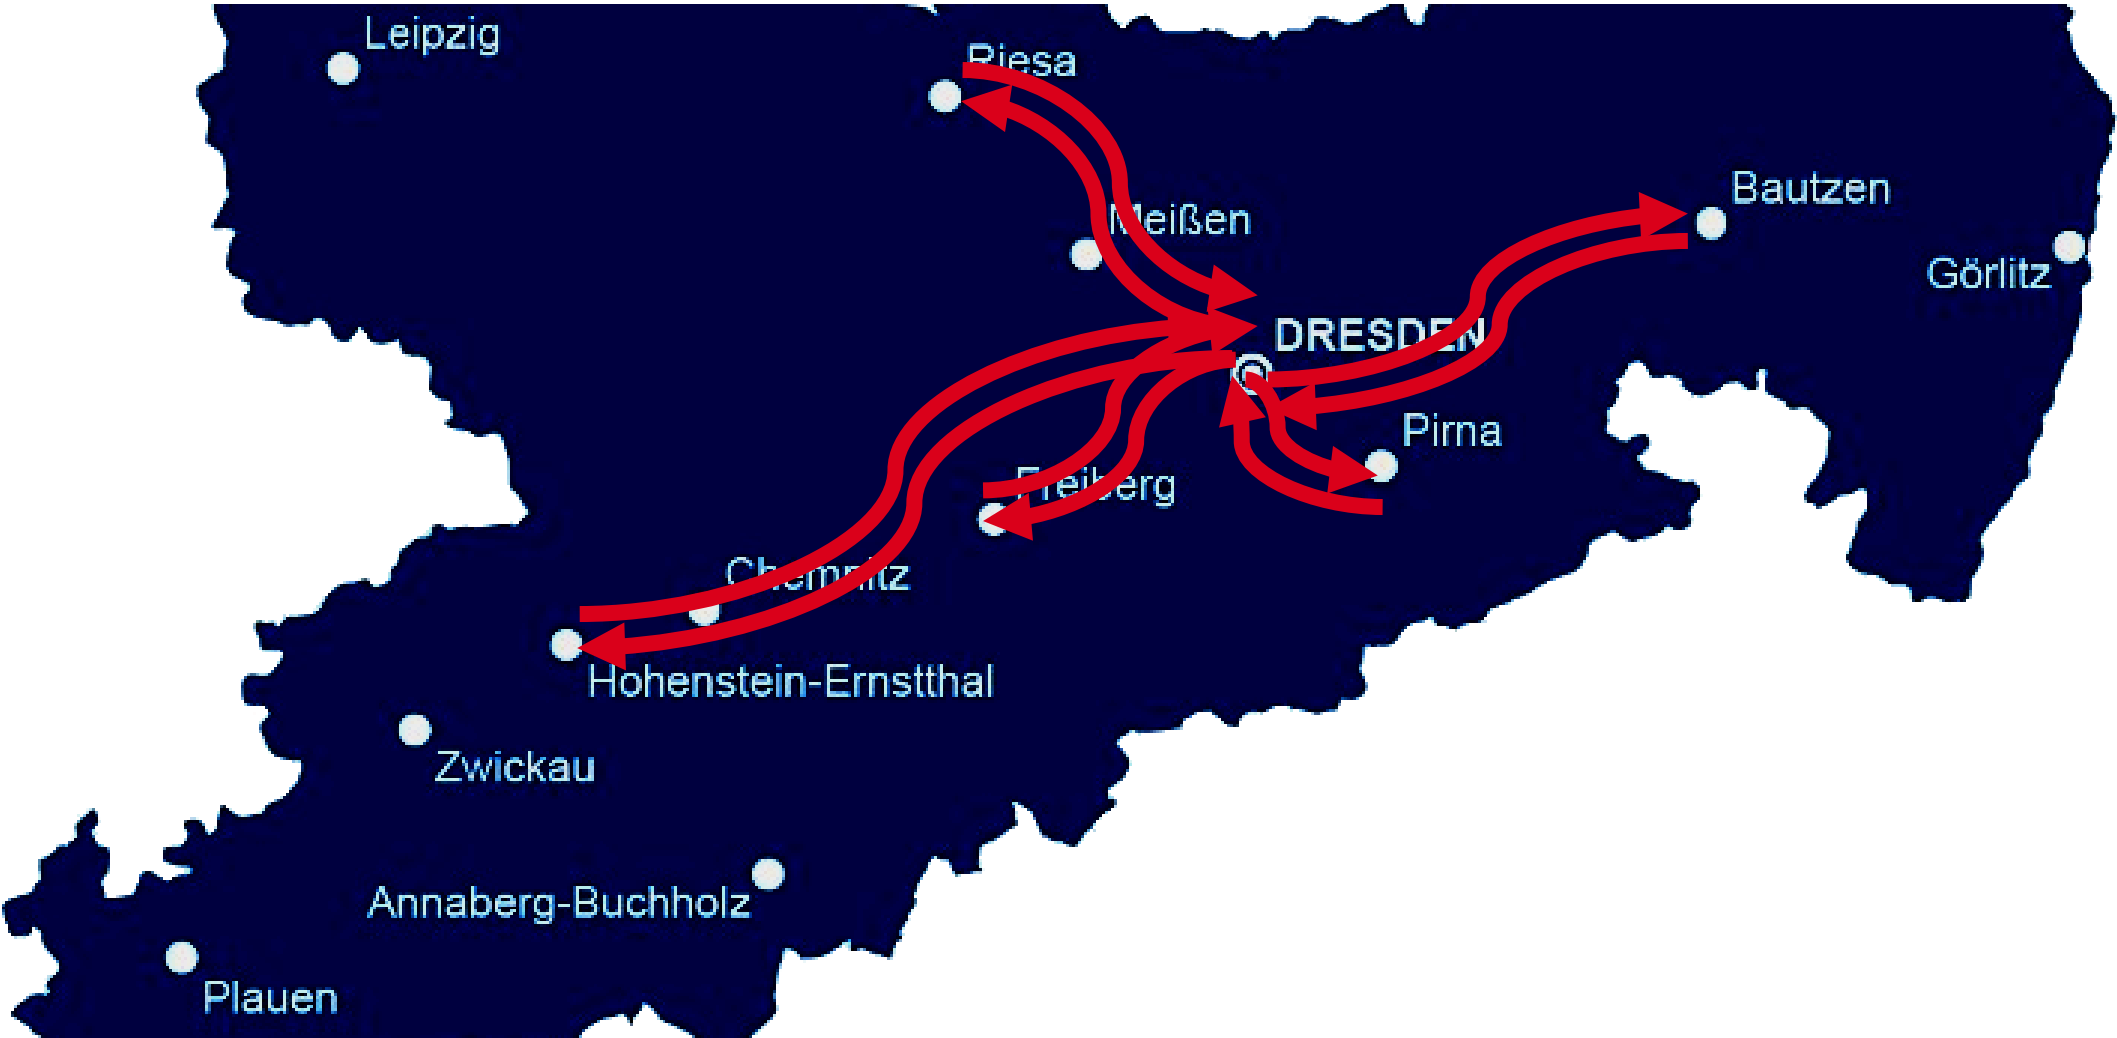 Leipzig
Riesa
Bautzen
Meißen
Görlitz
DRESDEN
Pirna
Freiberg
Chemnitz
Hohenstein-Ernstthal
Zwickau
Annaberg-Buchholz
Plauen